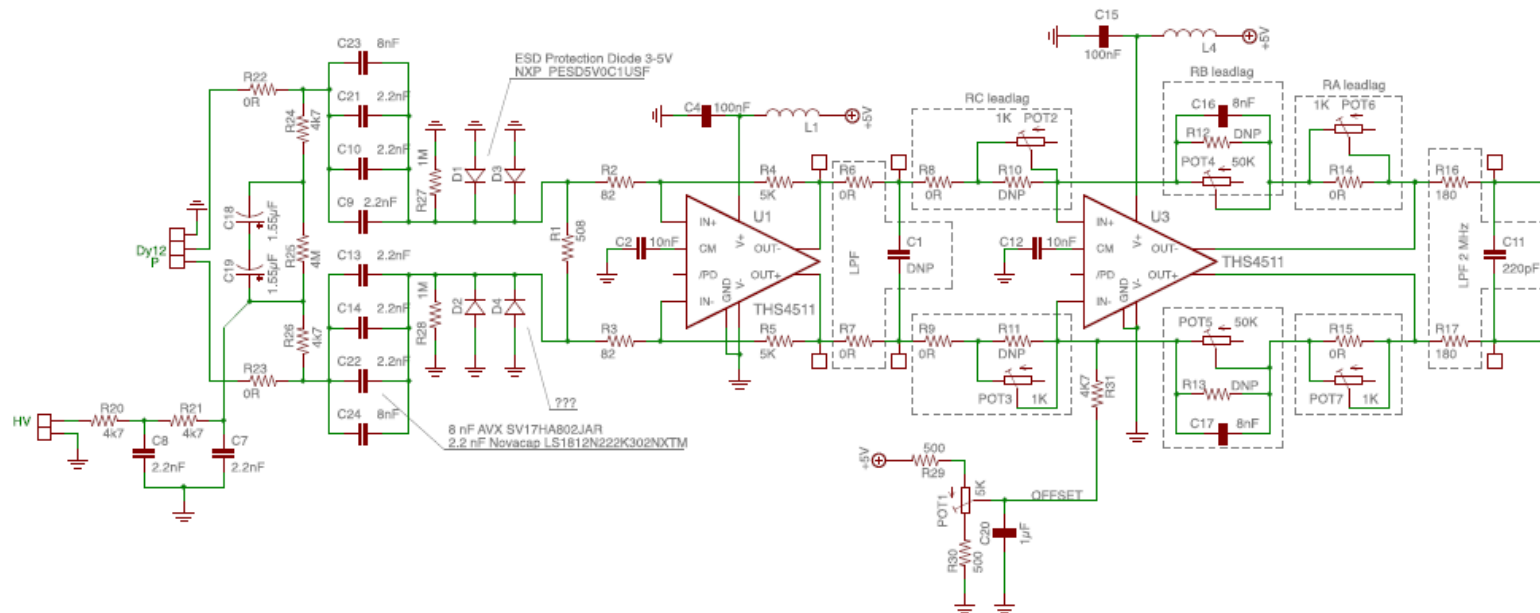 C23 8nF
R22
0R
R24
4k7
C21 2.2nF
C10 2.2nF
C9 2.2nF
ESD Protection Diode 3-5V
NXP PESD5V0C1USF
1M
R27
D1
D3
C18
1.55µF
C19
1.55µF
R25
4M
Dy12
P
C13 2.2nF
C14
2.2nF
C22
2.2nF
C24 8nF
R26
4k7
R23
0R
1M
R28
D2
D4
???
8 nF AVX SV17HA802JAR
2.2 nF Novacap LS1812N222K302NXTM
HV
R20
4k7
R21
4k7
C8
2.2nF
C7
2.2nF
R1
508
R2
82
R3
82
C4 100nF
L1
+5V
R4
5K
R5
5K
C2 10nF
U1
IN+
CM
/PD
IN-
V+
OUT-
OUT+
GND
V-
THS4511
R6
0R
LPF
R7
0R
C1
DNP
RC leadlag
1K POT2
R8
0R
R10
DNP
R9
0R
R11
DNP
POT3 1K
C12 10nF
C15
100nF
L4
+5V
U3
IN+
CM
/PD
IN-
V+
OUT-
OUT+
GND
V-
THS4511
RB leadlag
C16 8nF
R12 DNP
POT4 50K
RA leadlag
1K POT6
R14
0R
R16
180
LPF 2 MHz
C11
220pF
R17
180
POT5 50K
R13 DNP
C17 8nF
R15
0R
POT7 1K
4K7
R31
+5V
500
R29
POT1
5K
OFFSET
C20
1µF
R30
500